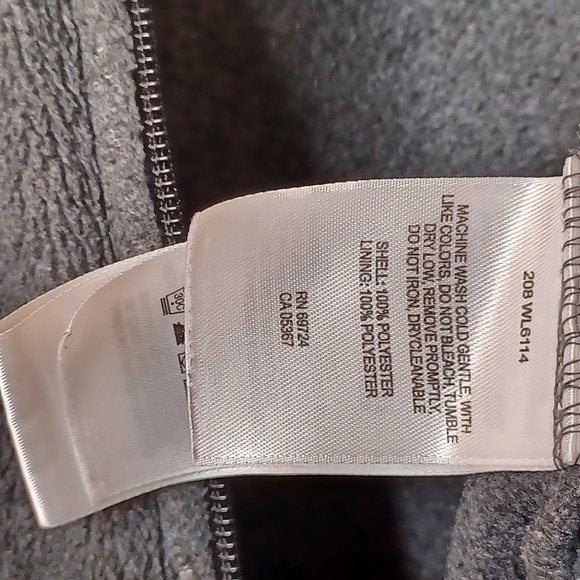 208 WL6114
MACHINE WASH COLD GENTLE, WITH
LIKE COLORS, DO NOT BLEACH, TUMBLE
DRY LOW, REMOVE PROMPTLY,
DO NOT IRON, DRYCLEANABLE
SHELL: 100% POLYESTER
LINING: 100% POLYESTER
RN 69724
CA 05367
30C